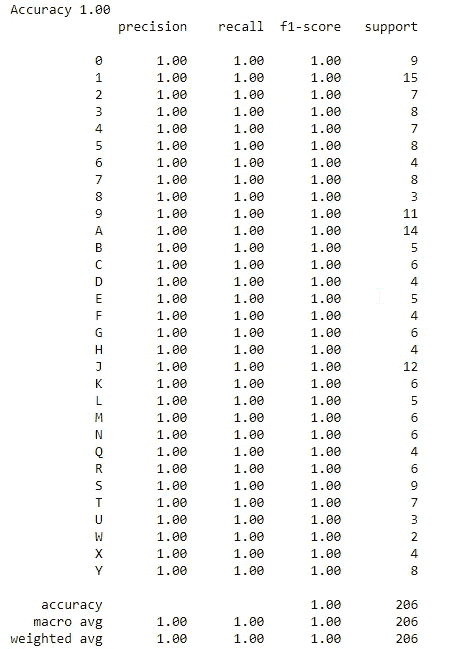 Accuracy 1.00
precision recall f1-score support
0 1.00 1.00 1.00 9
1 1.00 1.00 1.00 15
2 1.00 1.00 1.00 7
3 1.00 1.00 1.00 8
4 1.00 1.00 1.00 7
5 1.00 1.00 1.00 8
6 1.00 1.00 1.00 4
7 1.00 1.00 1.00 8
8 1.00 1.00 1.00 3
9 1.00 1.00 1.00 11
A 1.00 1.00 1.00 14
B 1.00 1.00 1.00 5
C 1.00 1.00 1.00 6
D 1.00 1.00 1.00 4
E 1.00 1.00 1.00 5
F 1.00 1.00 1.00 4
G 1.00 1.00 1.00 6
H 1.00 1.00 1.00 4
J 1.00 1.00 1.00 12
K 1.00 1.00 1.00 6
L 1.00 1.00 1.00 5
M 1.00 1.00 1.00 6
N 1.00 1.00 1.00 6
Q 1.00 1.00 1.00 4
R 1.00 1.00 1.00 6
S 1.00 1.00 1.00 9
T 1.00 1.00 1.00 7
U 1.00 1.00 1.00 3
W 1.00 1.00 1.00 2
X 1.00 1.00 1.00 4
Y 1.00 1.00 1.00 8
accuracy 1.00 206
macro avg 1.00 1.00 1.00 206
weighted avg 1.00 1.00 1.00 206